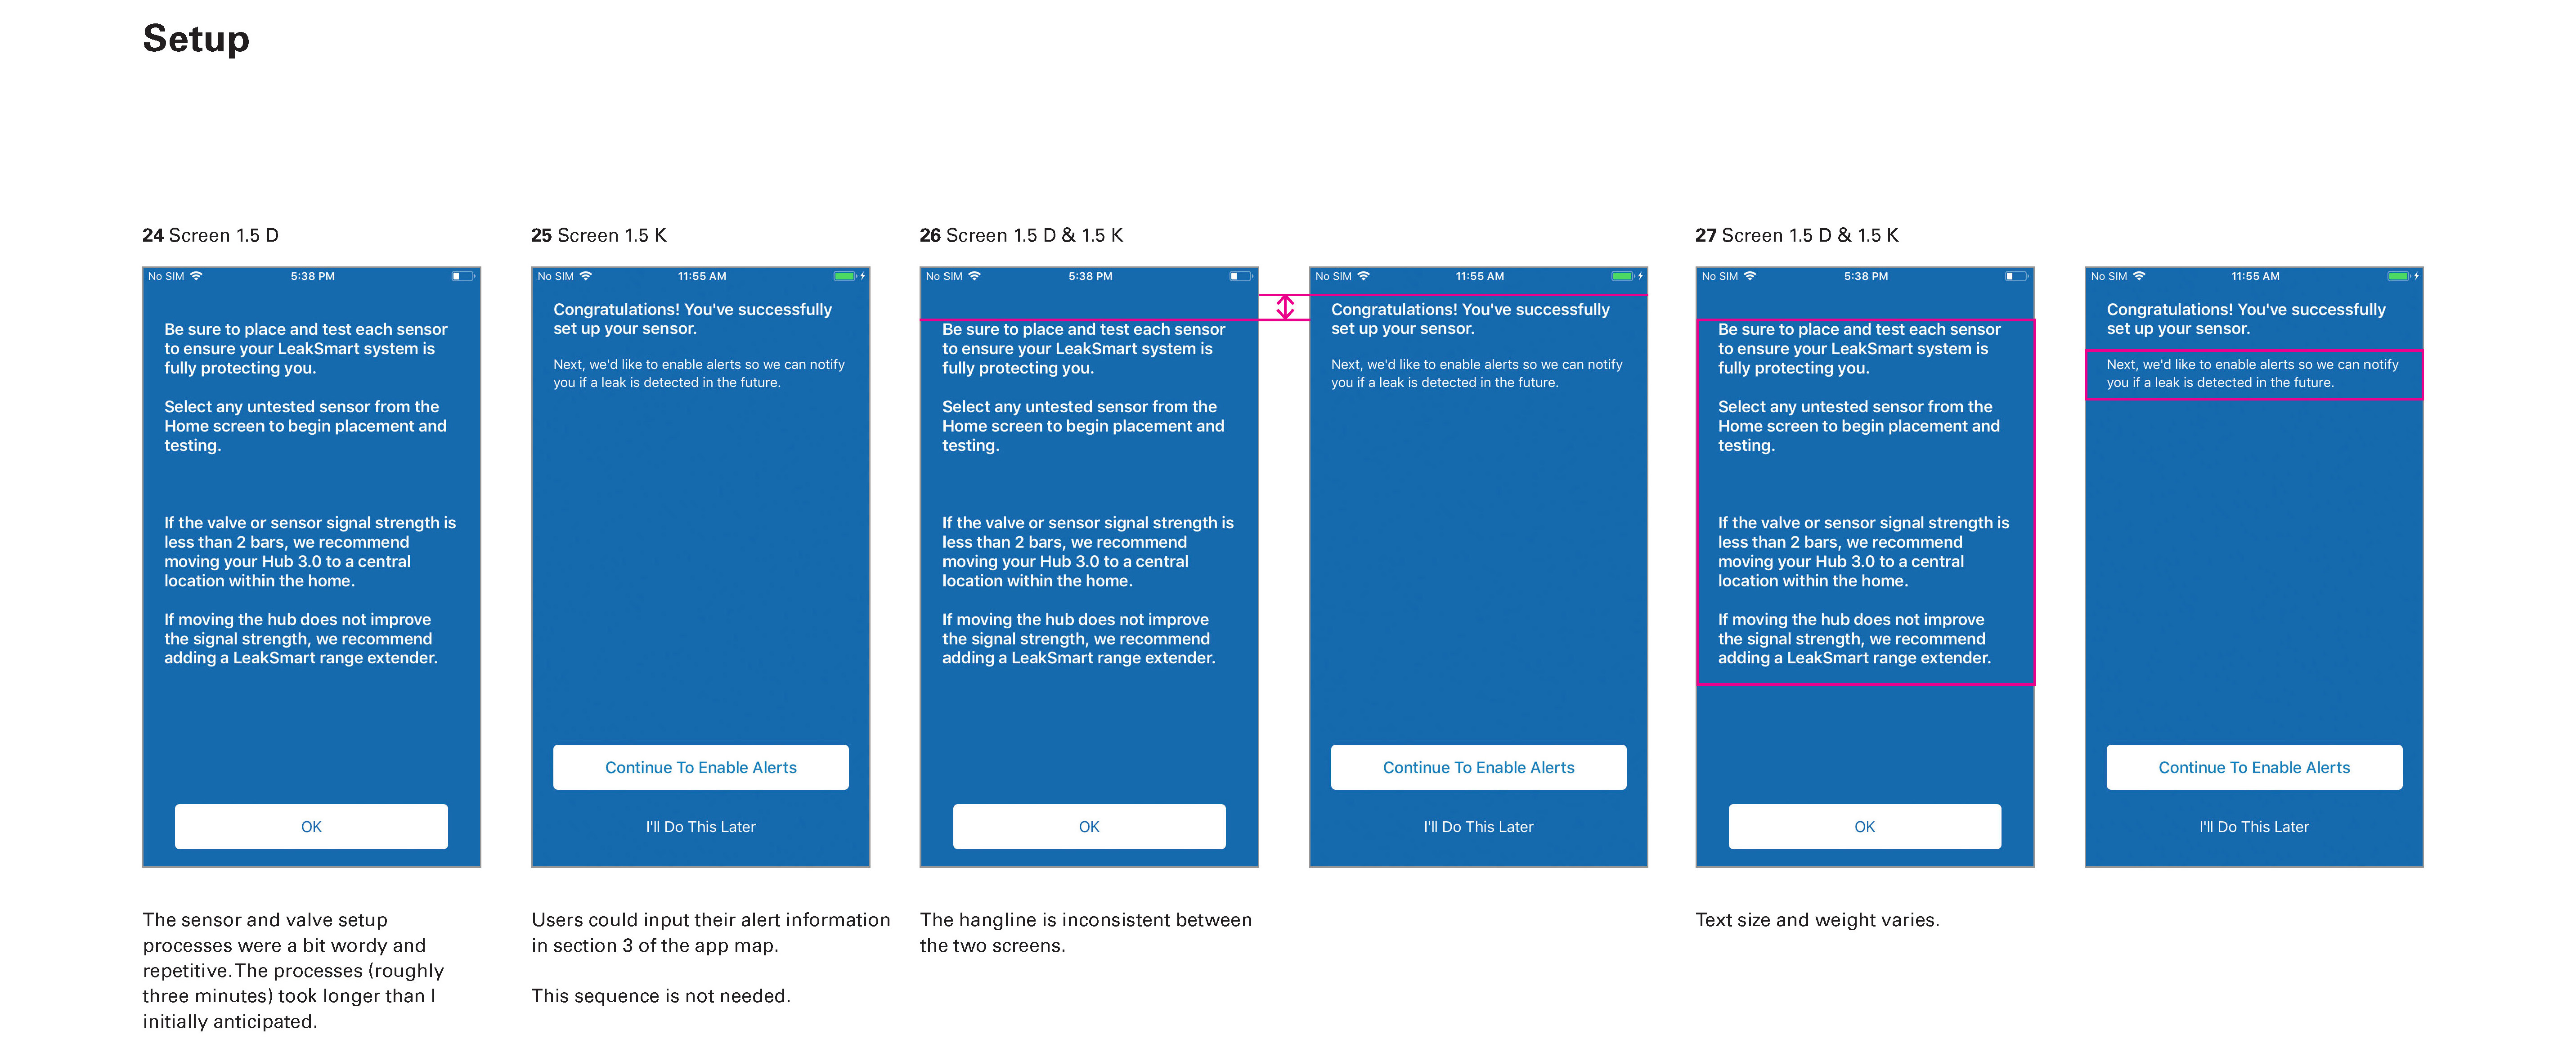 Setup
24 Screen 1.5 D
No SIM 5:38 PM
Be sure to place and test each sensor
to ensure your LeakSmart system is
fully protecting you.
Select any untested sensor from the
Home screen to begin placement and
testing.
If the valve or sensor signal strength is
less than 2 bars, we recommend
moving your Hub 3.0 to a central
location within the home.
If moving the hub does not improve
the signal strength, we recommend
adding a LeakSmart range extender.
OK
The sensor and valve setup
processes were a bit wordy and
repetitive. The processes (roughly
three minutes) took longer than I
initially anticipated.
25 Screen 1.5 K
No SIM 11:55 AM
Congratulations! You've successfully
set up your sensor.
Next, we'd like to enable alerts so we can notify
you if a leak is detected in the future.
Continue To Enable Alerts
I'll Do This Later
Users could input their alert information
in section 3 of the app map.
This sequence is not needed.
26 Screen 1.5 D & 1.5 K
No SIM 5:38 PM
Be sure to place and test each sensor
to ensure your LeakSmart system is
fully protecting you.
Select any untested sensor from the
Home screen to begin placement and
testing.
If the valve or sensor signal strength is
less than 2 bars, we recommend
moving your Hub 3.0 to a central
location within the home.
If moving the hub does not improve
the signal strength, we recommend
adding a LeakSmart range extender.
OK
No SIM 11:55 AM
Congratulations! You've successfully
set up your sensor.
Next, we'd like to enable alerts so we can notify
you if a leak is detected in the future.
Continue To Enable Alerts
I'll Do This Later
The hangline is inconsistent between
the two screens.
27 Screen 1.5 D & 1.5 K
No SIM 5:38 PM
Be sure to place and test each sensor
to ensure your LeakSmart system is
fully protecting you.
Select any untested sensor from the
Home screen to begin placement and
testing.
If the valve or sensor signal strength is
less than 2 bars, we recommend
moving your Hub 3.0 to a central
location within the home.
If moving the hub does not improve
the signal strength, we recommend
adding a LeakSmart range extender.
OK
No SIM 11:55 AM
Congratulations! You've successfully
set up your sensor.
Next, we'd like to enable alerts so we can notify
you if a leak is detected in the future.
Continue To Enable Alerts
I'll Do This Later
Text size and weight varies.